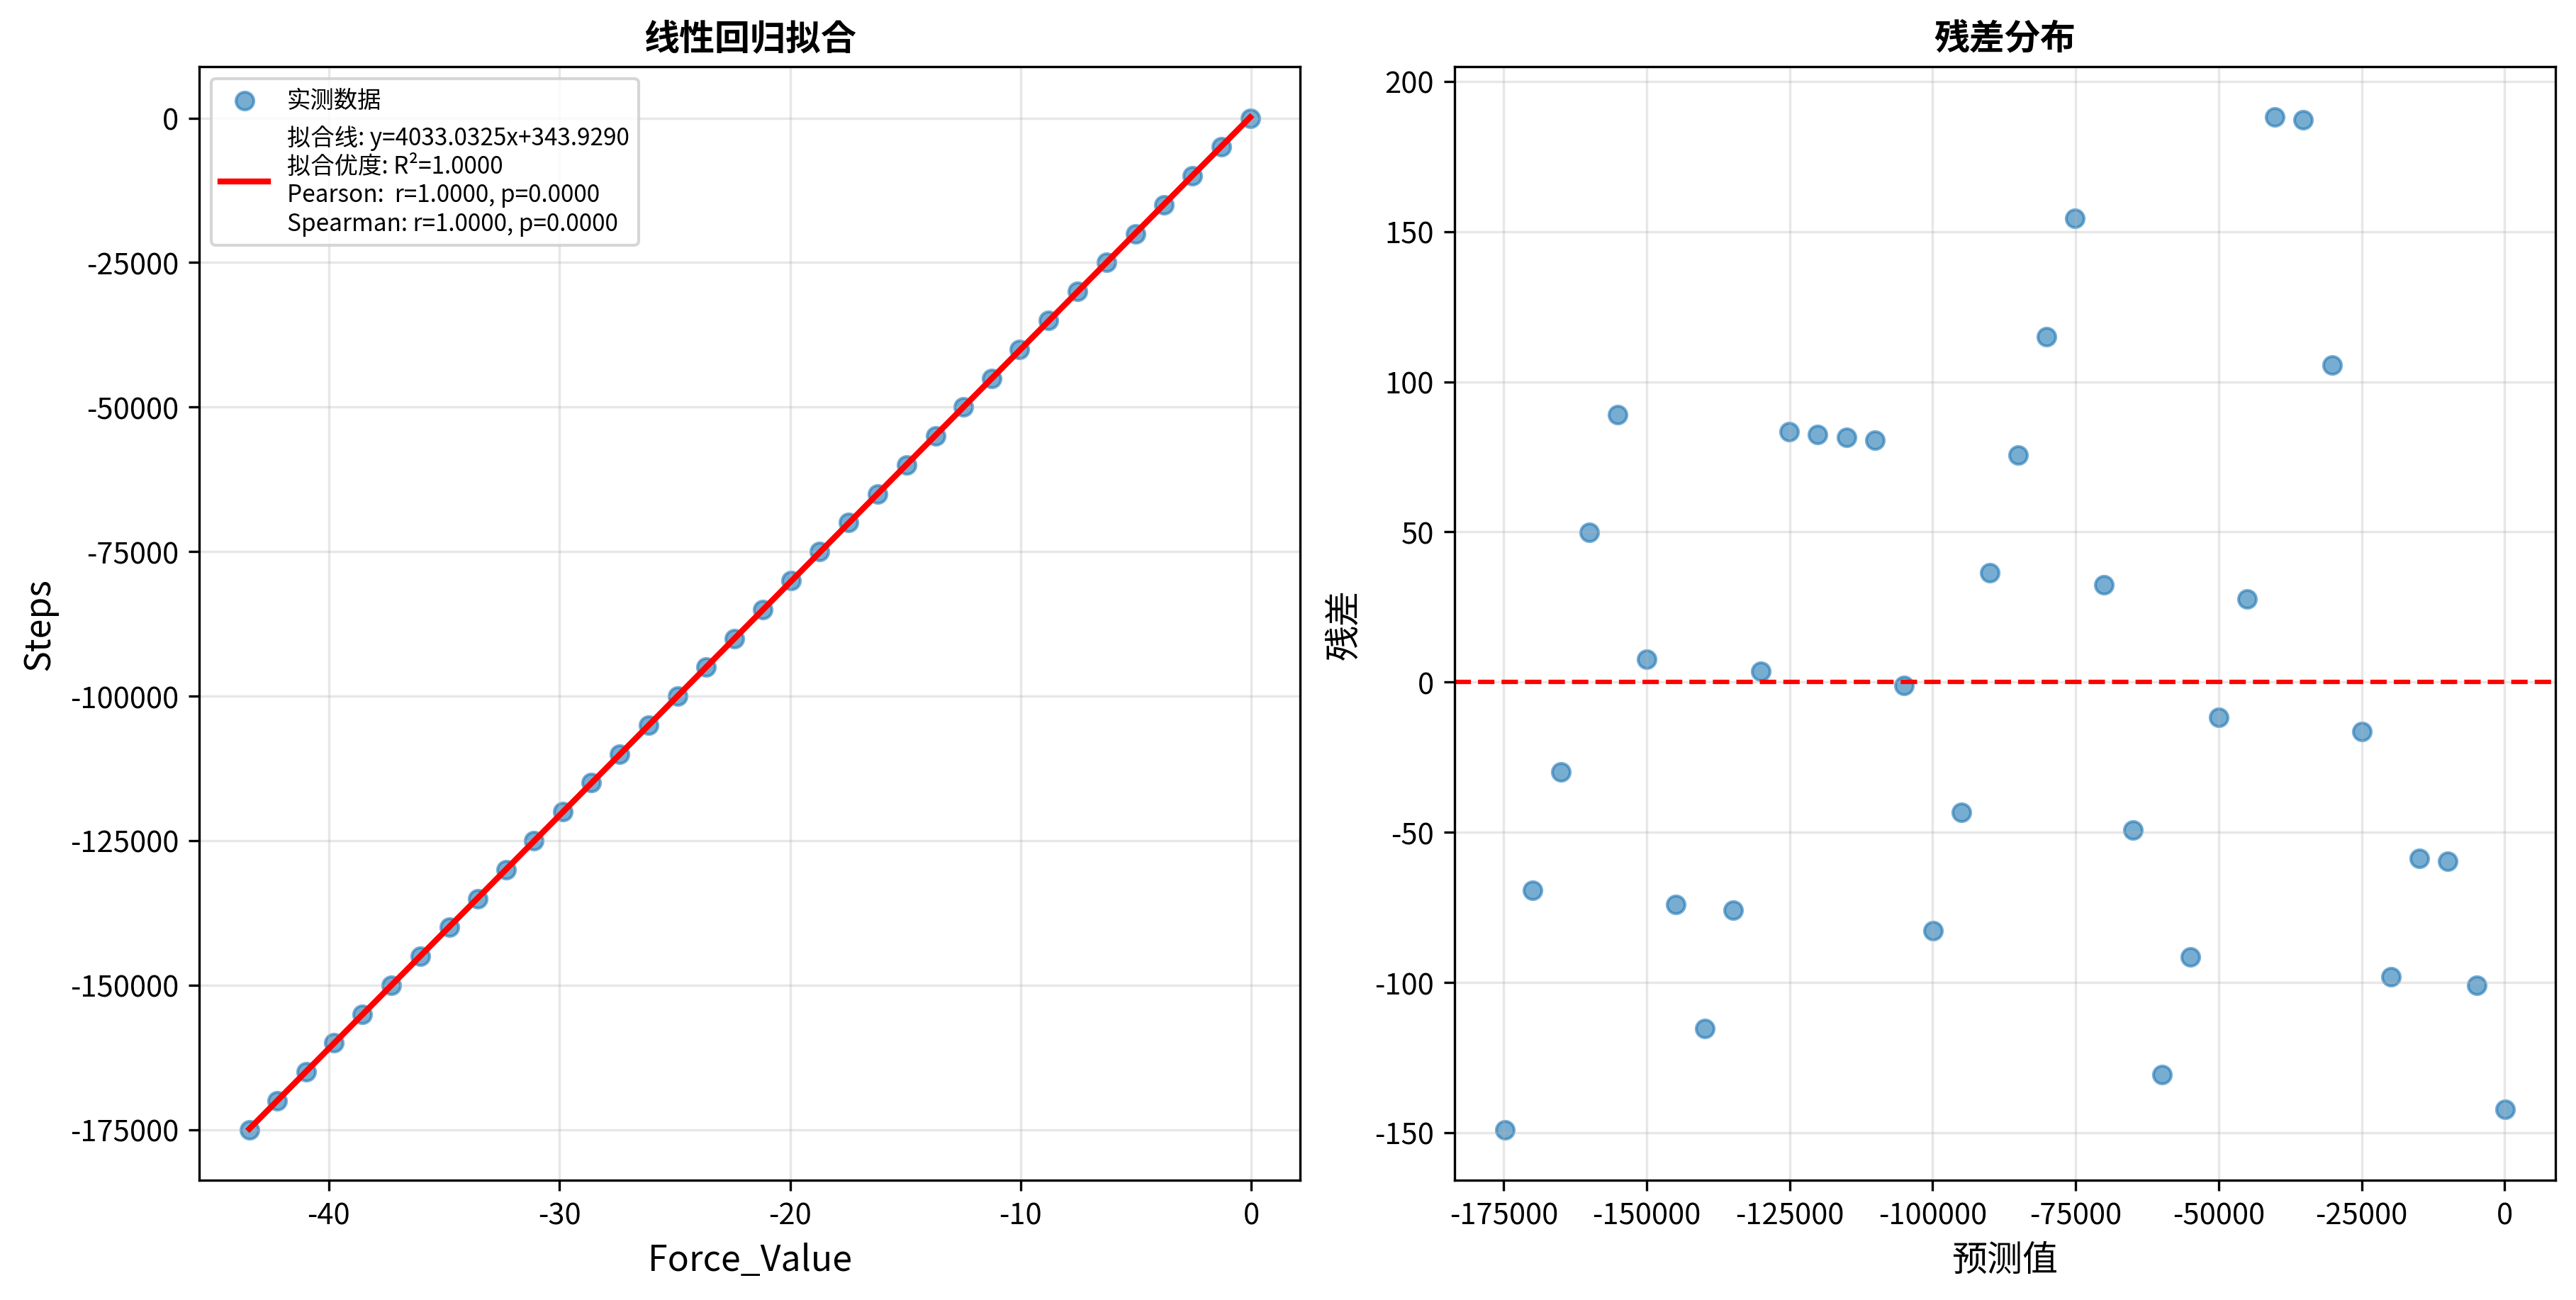 线性回归拟合
实测数据
拟合线: y=4033.0325x+343.9290
拟合优度: R²=1.0000
Pearson:  r=1.0000, p=0.0000
Spearman: r=1.0000, p=0.0000
0
-25000
-50000
-75000
-100000
-125000
-150000
-175000
Steps
-40 -30 -20 -10 0
Force_Value
残差分布
200
150
100
50
0
-50
-100
-150
残差
-175000 -150000 -125000 -100000 -75000 -50000 -25000 0
预测值